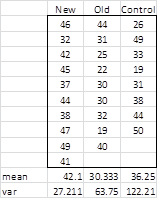 New Old Control
46 44 26
32 31 49
42 25 33
45 22 19
37 30 31
44 30 38
38 32 44
47 19 50
49 40
41
mean 42.1 30.333 36.25
var 27.211 63.75 122.21